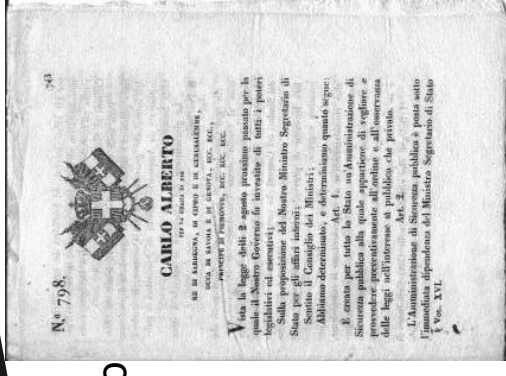 743
N.º 798.
CARLO ALBERTO
PER LA GRAZIA DI DIO
RE DI SARDEGNA, DI CIPRO E DI GERUSALEMME,
DUCA DI SAVOIA E DI GENOVA, ECC. ECC.,
PRINCIPE DI PIEMONTE, ECC. ECC. ECC.
Vista la legge delli 2 agosto prossimo passato per la
quale il Nostro Governo fu investito di tutti i poteri
legislativi ed esecutivi;
Sulla proposizione del Nostro Ministro Segretario di
Stato per gli affari interni;
Sentito il Consiglio dei Ministri;
Abbiamo determinato, e determiniamo quanto segue:
Art. 1.
È creata per tutto lo Stato un'Amministrazione di
Sicurezza pubblica alla quale appartiene di vegliare e
provvedere preventivamente all'ordine e all'osservanza
delle leggi nell'interesse sì pubblico che privato.
Art. 2.
L'Amministrazione di Sicurezza pubblica è posta sotto
l'immediata dipendenza del Ministro Segretario di Stato
Vol. XVI.